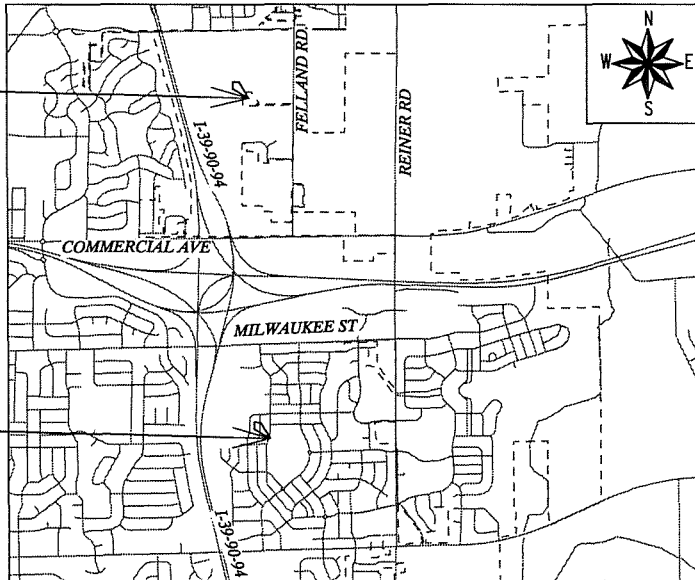 N
W E
S
FELLAND RD.
REINER RD
I-39-90-94
COMMERCIAL AVE
MILWAUKEE ST
I-39-90-94